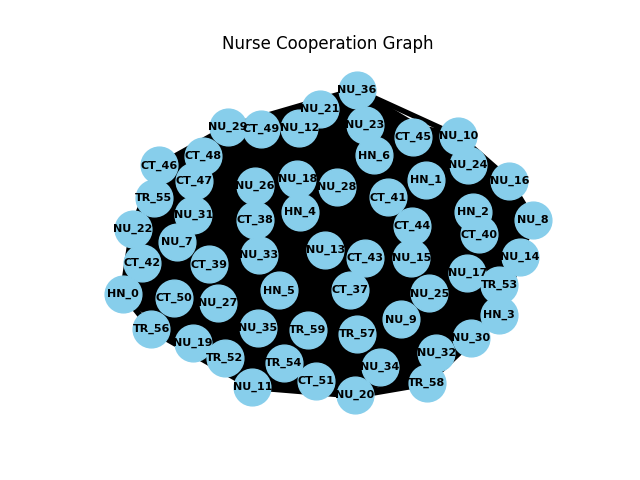 Nurse Cooperation Graph
NU_36
NU_21
NU_29
CT_49
NU_12
NU_23
CT_45
NU_10
CT_48
HN_6
CT_46
NU_24
CT_47
NU_26
NU_18
NU_28
HN_1
NU_16
TR_55
CT_41
NU_31
CT_38
HN_4
HN_2
NU_8
NU_22
CT_44
CT_40
NU_7
NU_33
NU_13
CT_43
NU_15
NU_14
CT_42
CT_39
NU_17
TR_53
HN_0
CT_50
NU_27
HN_5
CT_37
NU_25
HN_3
TR_56
NU_35
TR_59
TR_57
NU_9
NU_30
NU_19
TR_52
TR_54
NU_34
NU_32
NU_11
CT_51
NU_20
TR_58